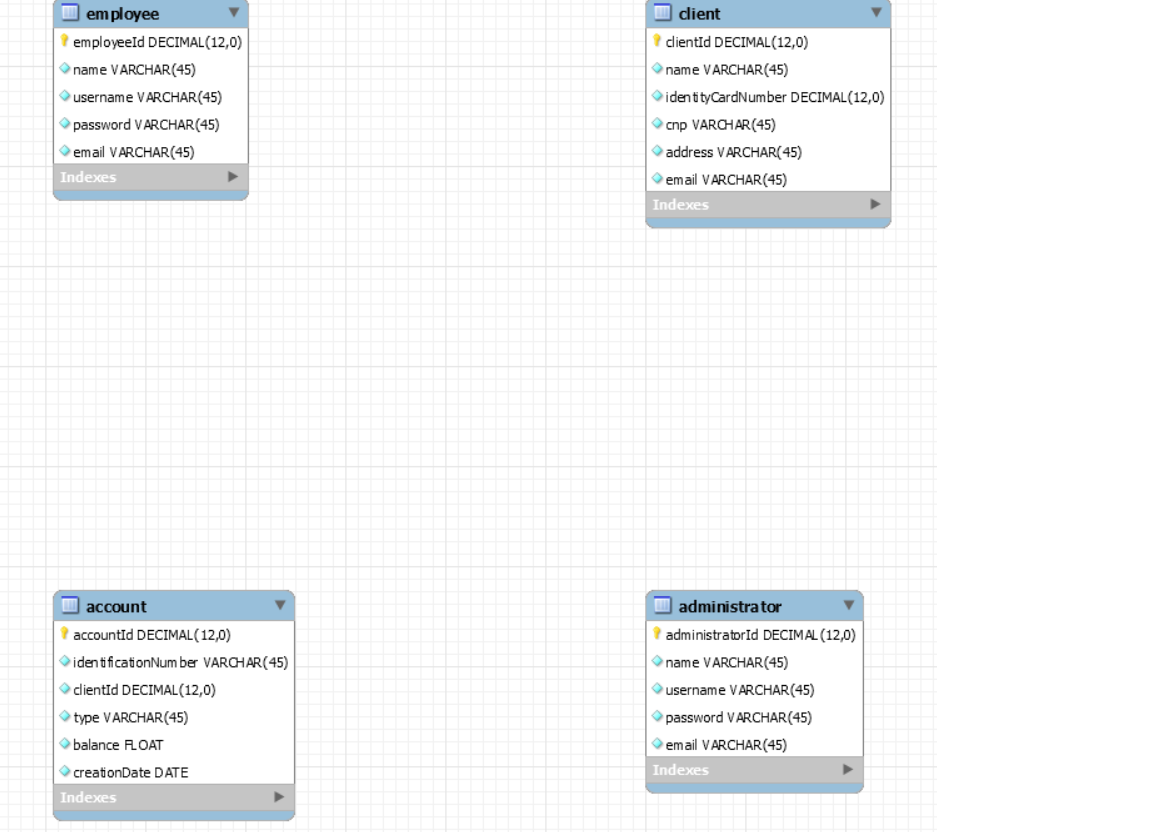 employee
employeeId DECIMAL(12,0)
name VARCHAR(45)
username VARCHAR(45)
password VARCHAR(45)
email VARCHAR(45)
Indexes
client
clientId DECIMAL(12,0)
name VARCHAR(45)
identityCardNumber DECIMAL(12,0)
cnp VARCHAR(45)
address VARCHAR(45)
email VARCHAR(45)
Indexes
account
accountId DECIMAL(12,0)
identificationNumber VARCHAR(45)
clientId DECIMAL(12,0)
type VARCHAR(45)
balance FLOAT
creationDate DATE
Indexes
administrator
administratorId DECIMAL(12,0)
name VARCHAR(45)
username VARCHAR(45)
password VARCHAR(45)
email VARCHAR(45)
Indexes